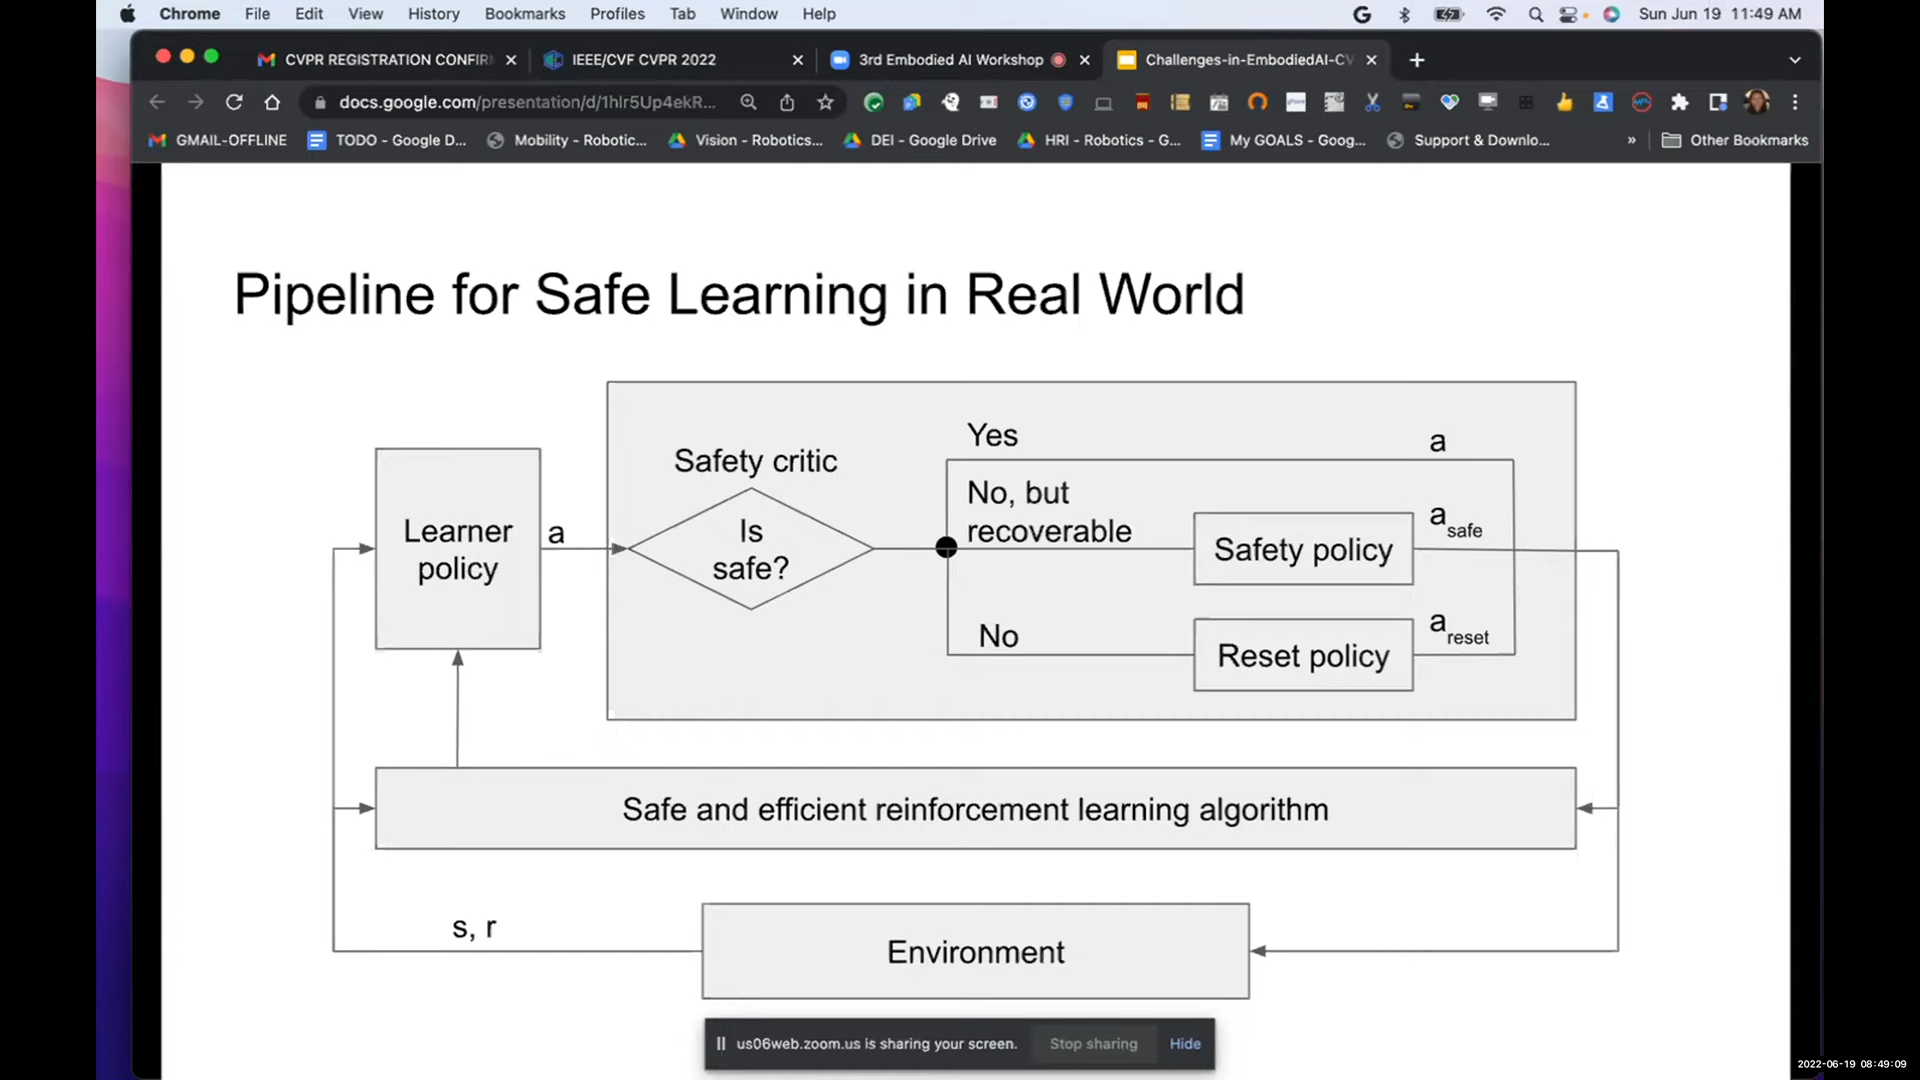 Chrome File Edit View History Bookmarks Profiles Tab Window Help Sun Jun 19 11:49 AM
CVPR REGISTRATION CONFIR IEEE/CVF CVPR 2022 3rd Embodied AI Workshop Challenges-in-EmbodiedAI-CV
docs.google.com/presentation/d/1hlr5Up4ekR...
GMAIL-OFFLINE TODO - Google D... Mobility - Robotic... Vision - Robotics... DEI - Google Drive HRI - Robotics - G... My GOALS - Goog... Support & Downlo... » Other Bookmarks
Pipeline for Safe Learning in Real World
Learner
policy
a
Safety critic
Is
safe?
Yes
a
No, but
recoverable
Safety policy
a safe
No
Reset policy
a reset
Safe and efficient reinforcement learning algorithm
s, r
Environment
us06web.zoom.us is sharing your screen. Stop sharing Hide
2022-06-19 08:49:09